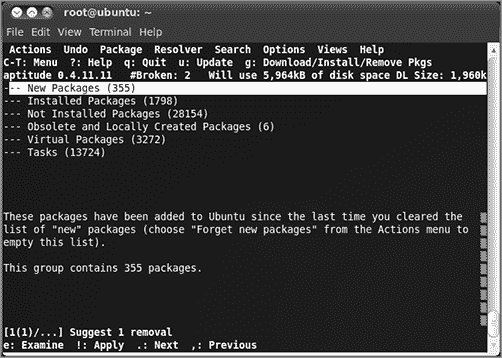 root@ubuntu: ~
File Edit View Terminal Help
Actions Undo Package Resolver Search Options Views Help
C-T: Menu ?: Help q: Quit u: Update g: Download/Install/Remove Pkgs
aptitude 0.4.11.11 #Broken: 2 Will use 5,964kB of disk space DL Size: 1,960k
--- New Packages (355)
--- Installed Packages (1798)
--- Not Installed Packages (28154)
--- Obsolete and Locally Created Packages (6)
--- Virtual Packages (3272)
--- Tasks (13724)
These packages have been added to Ubuntu since the last time you cleared the
list of "new" packages (choose "Forget new packages" from the Actions menu to
empty this list).
This group contains 355 packages.
[1(1)/...] Suggest 1 removal
e: Examine !: Apply .: Next ,: Previous